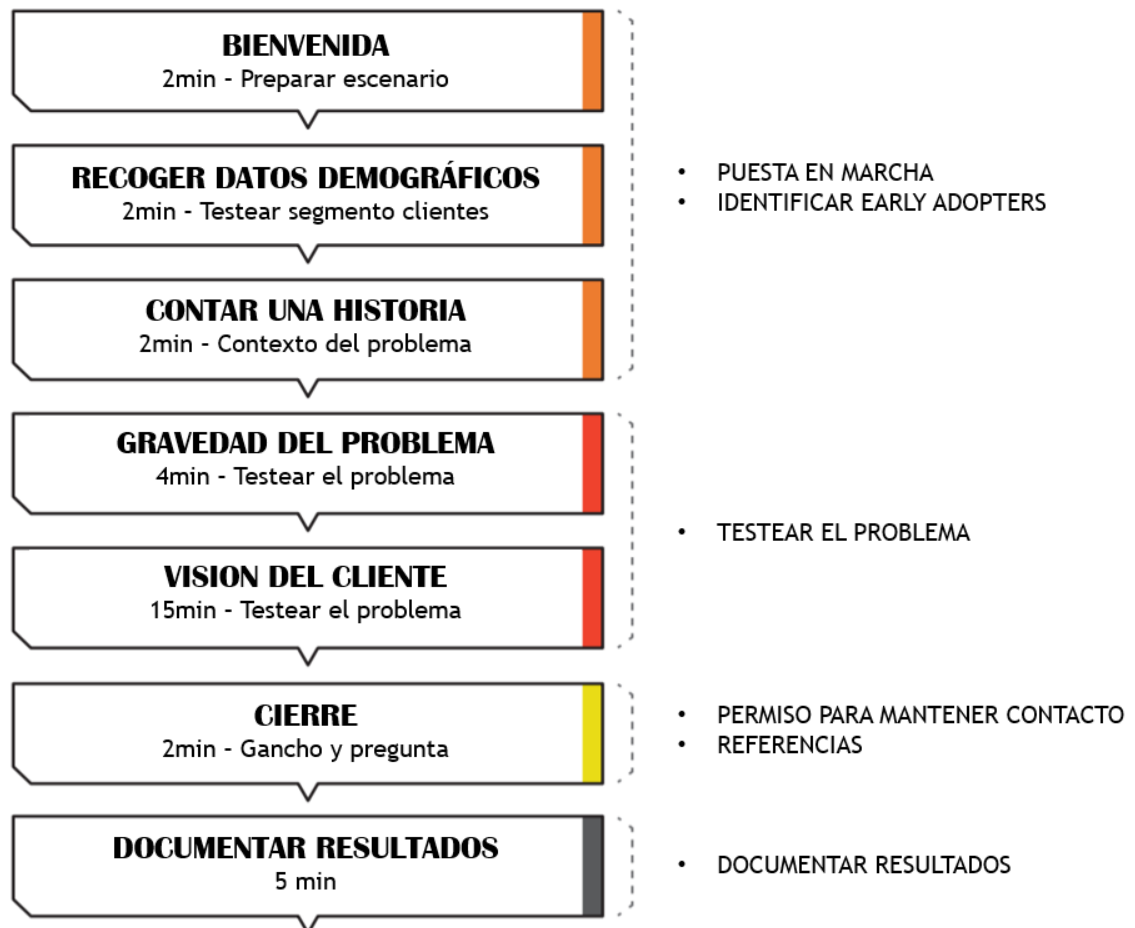 BIENVENIDA
2min - Preparar escenario
RECOGER DATOS DEMOGRÁFICOS
2min - Testear segmento clientes
CONTAR UNA HISTORIA
2min - Contexto del problema
• PUESTA EN MARCHA
• IDENTIFICAR EARLY ADOPTERS
GRAVEDAD DEL PROBLEMA
4min - Testear el problema
VISION DEL CLIENTE
15min - Testear el problema
• TESTEAR EL PROBLEMA
CIERRE
2min - Gancho y pregunta
• PERMISO PARA MANTENER CONTACTO
• REFERENCIAS
DOCUMENTAR RESULTADOS
5 min
• DOCUMENTAR RESULTADOS